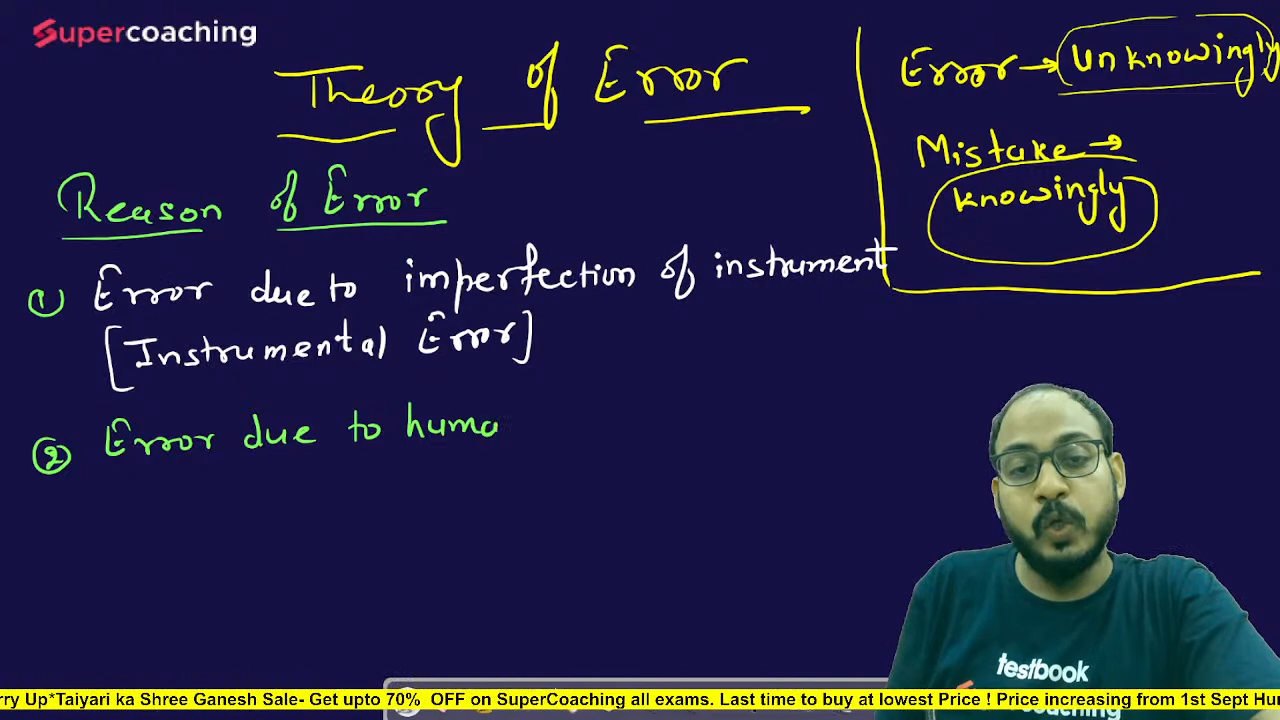 Supercoaching
Theory of Error
Error → Unknowingly
Mistake →
knowingly
Reason of Error
① Error due to imperfection of instrument
[Instrumental Error]
② Error due to huma
testbook
rry Up*Taiyari ka Shree Ganesh Sale- Get upto 70% OFF on SuperCoaching all exams. Last time to buy at lowest Price ! Price increasing from 1st Sept Hu